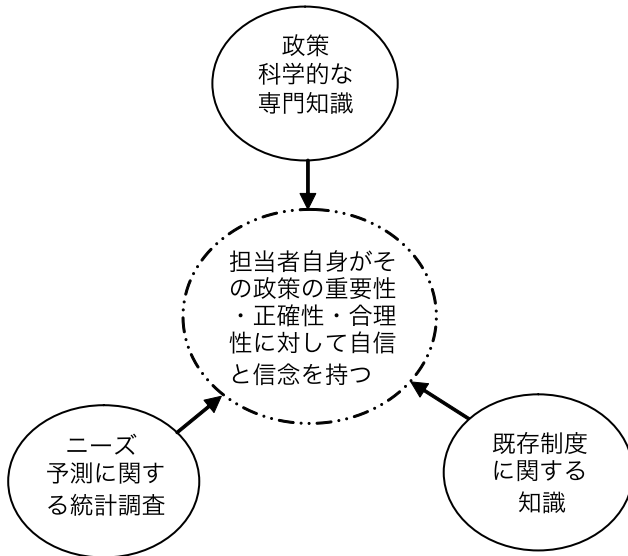 政策
科学的な
専門知識
担当者自身がそ
の政策の重要性
・正確性・合理
性に対して自信
と信念を持つ
ニーズ
予測に関す
る統計調査
既存制度
に関する
知識